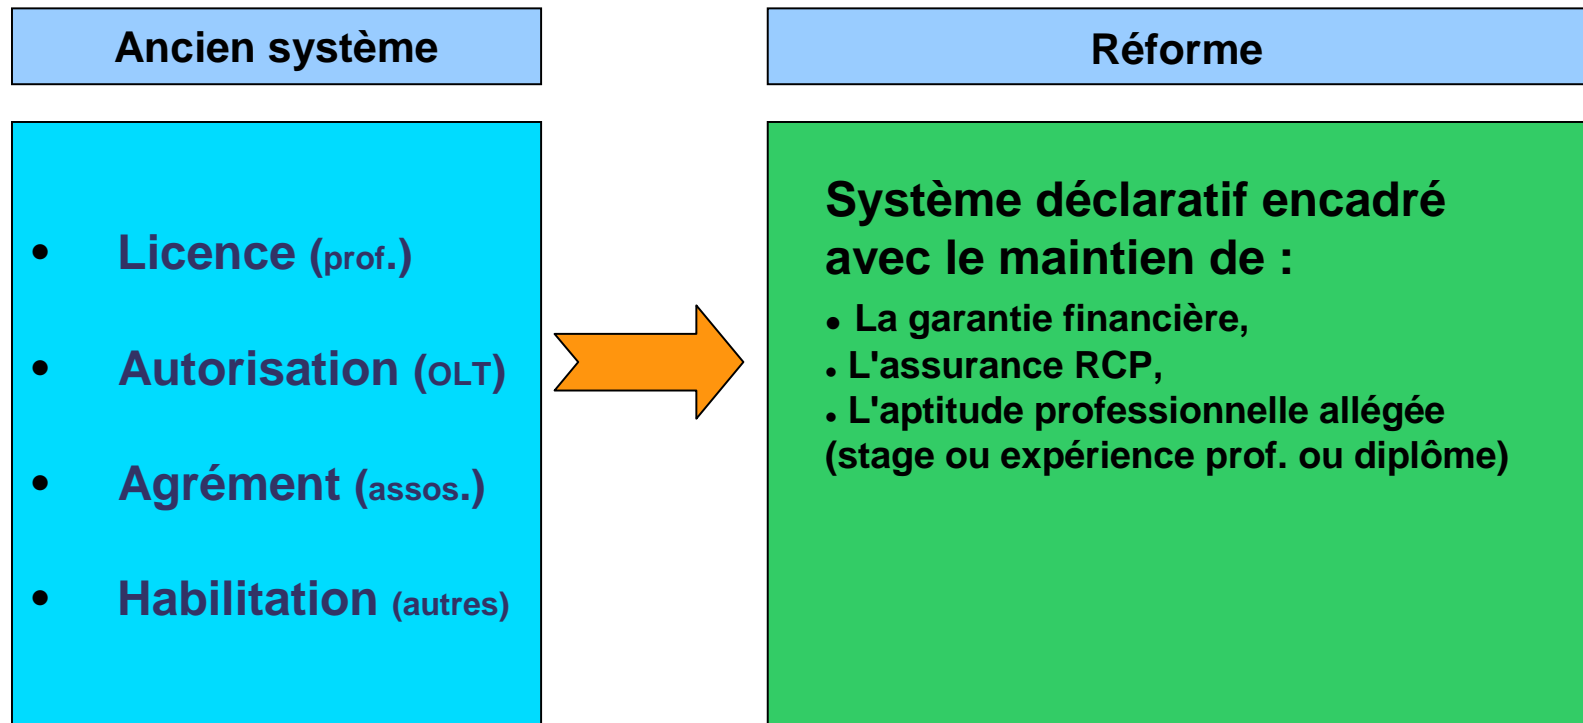 Ancien système
Réforme
• Licence (prof.)
• Autorisation (OLT)
• Agrément (assos.)
• Habilitation (autres)
Système déclaratif encadré
avec le maintien de :
• La garantie financière,
• L'assurance RCP,
• L'aptitude professionnelle allégée
(stage ou expérience prof. ou diplôme)